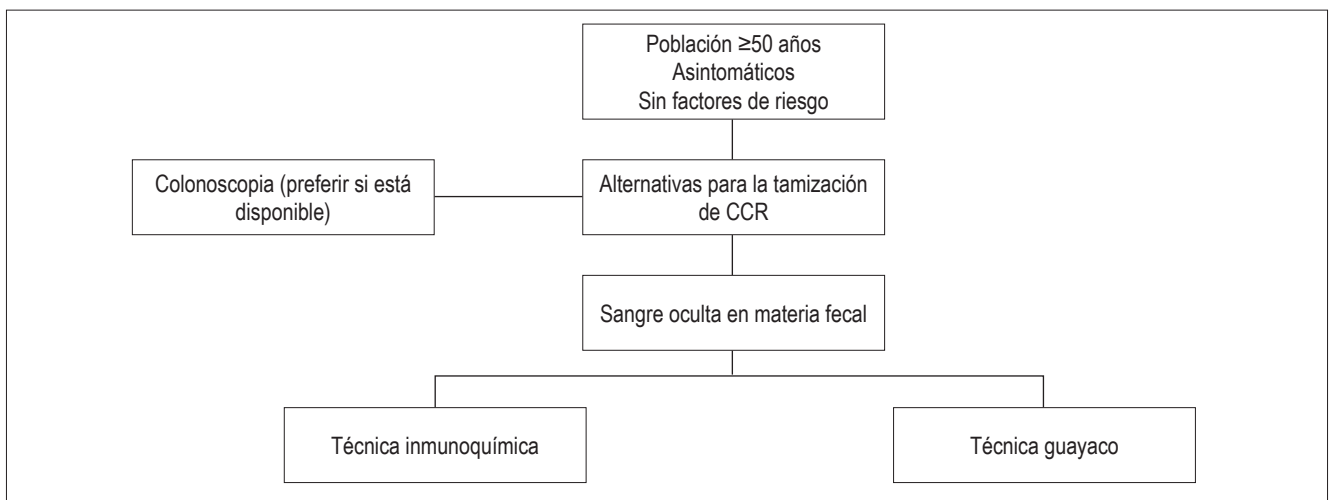 Población ≥50 años
Asintomáticos
Sin factores de riesgo
Colonoscopia (preferir si está
disponible)
Alternativas para la tamización
de CCR
Sangre oculta en materia fecal
Técnica inmunoquímica
Técnica guayaco